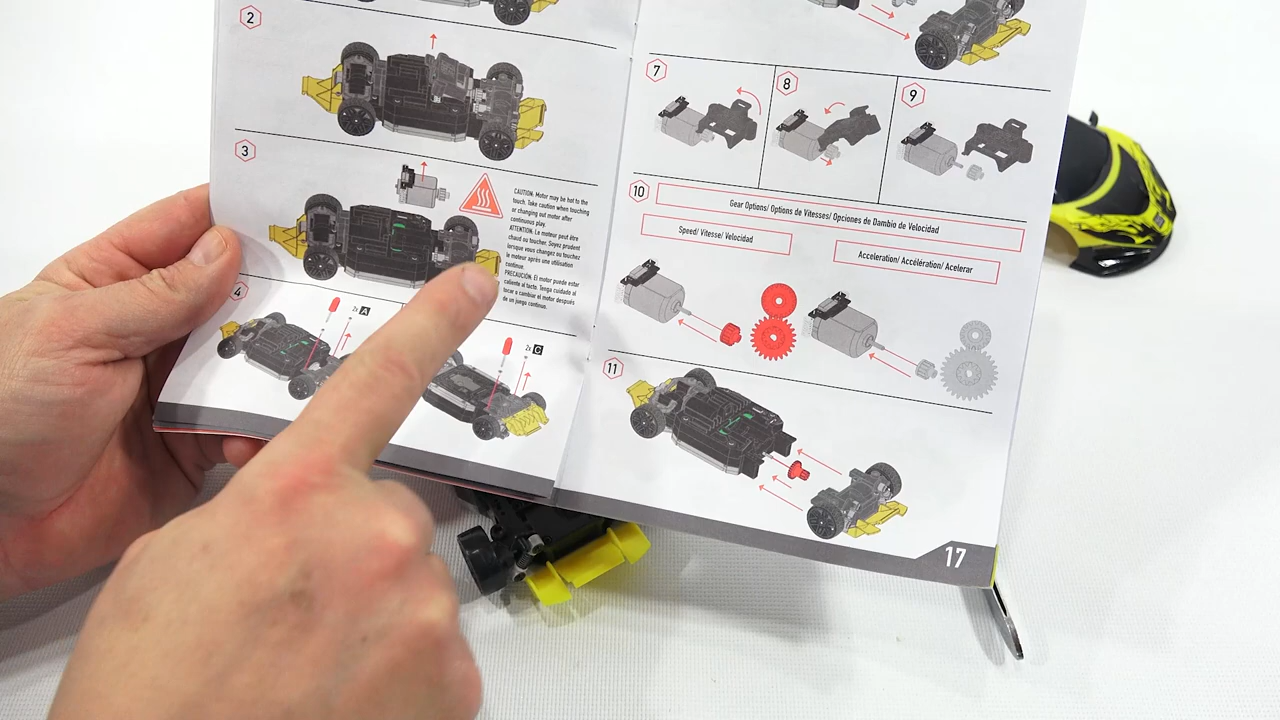 2
3
CAUTION: Motor may be hot to the
touch. Take caution when touching
or changing out motor after
continuous play.
ATTENTION: Le moteur peut être
chaud au toucher. Soyez prudent
lorsque vous changez ou touchez
le moteur après une utilisation
continue.
PRECAUCIÓN: El motor puede estar
caliente al tacto. Tenga cuidado al
tocar o cambiar el motor después
de un juego continuo.
4
2x A
2x C
7
8
9
10
Gear Options/ Options de Vitesses/ Opciones de Dambio de Velocidad
Speed/ Vitesse/ Velocidad
Acceleration/ Accélération/ Acelerar
11
17